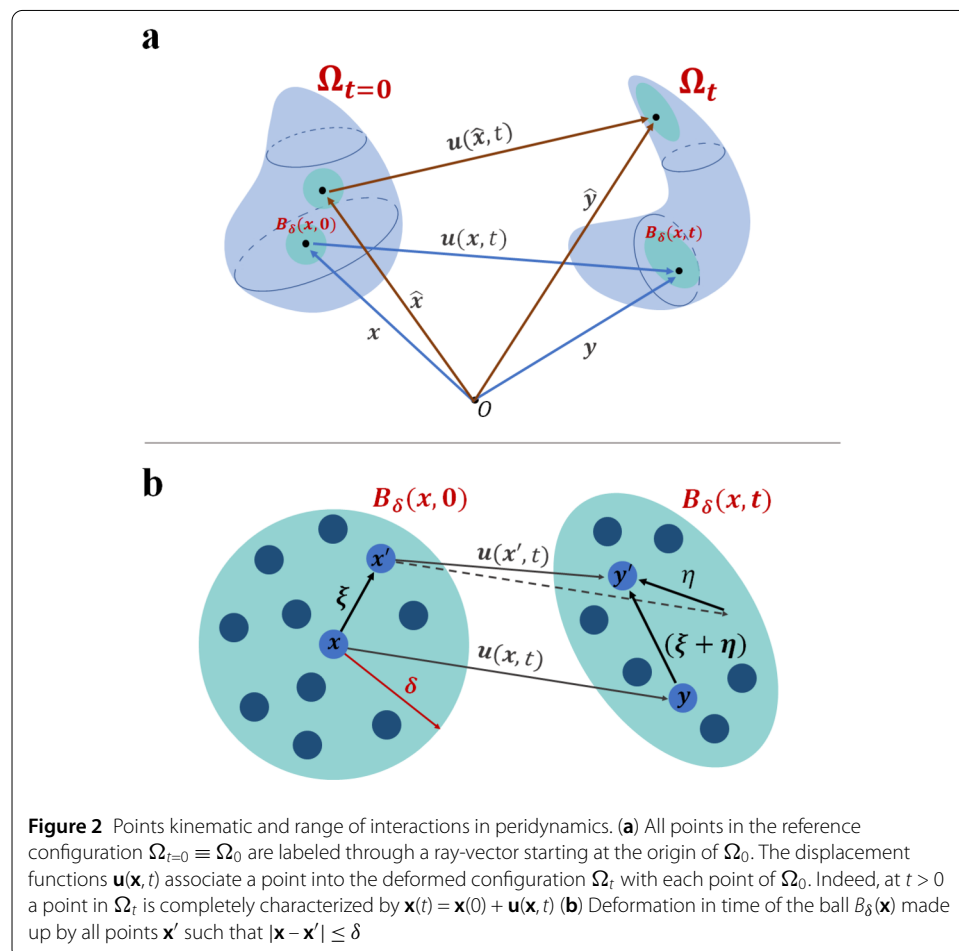 a
Ω_{t=0}
Ω_t
u(x̂, t)
B_δ(x, 0)
u(x, t)
ŷ
B_δ(x, t)
x̂
x
y
O
b
B_δ(x, 0)
B_δ(x, t)
x′
u(x′, t)
y′
η
ξ
x
u(x, t)
(ξ + η)
δ
y
Figure 2 Points kinematic and range of interactions in peridynamics. (a) All points in the reference
configuration Ω_{t=0} ≡ Ω_0 are labeled through a ray-vector starting at the origin of Ω_0. The displacement
functions u(x, t) associate a point into the deformed configuration Ω_t with each point of Ω_0. Indeed, at t > 0
a point in Ω_t is completely characterized by x(t) = x(0) + u(x, t) (b) Deformation in time of the ball B_δ(x) made
up by all points x′ such that |x – x′| ≤ δ